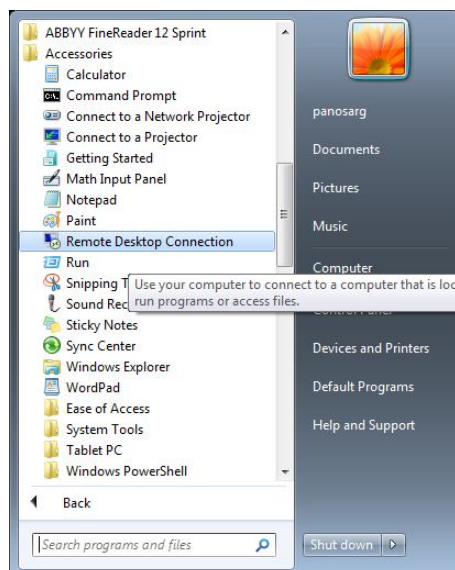 ABBYY FineReader 12 Sprint
Accessories
Calculator
Command Prompt
Connect to a Network Projector
Connect to a Projector
Getting Started
Math Input Panel
Notepad
Paint
Remote Desktop Connection
Run
Snipping T
Sound Rec
Sticky Notes
Sync Center
Windows Explorer
WordPad
Ease of Access
System Tools
Tablet PC
Windows PowerShell
Back
Search programs and files
Use your computer to connect to a computer that is loc
run programs or access files.
panosarg
Documents
Pictures
Music
Computer
Control Panel
Devices and Printers
Default Programs
Help and Support
Shut down